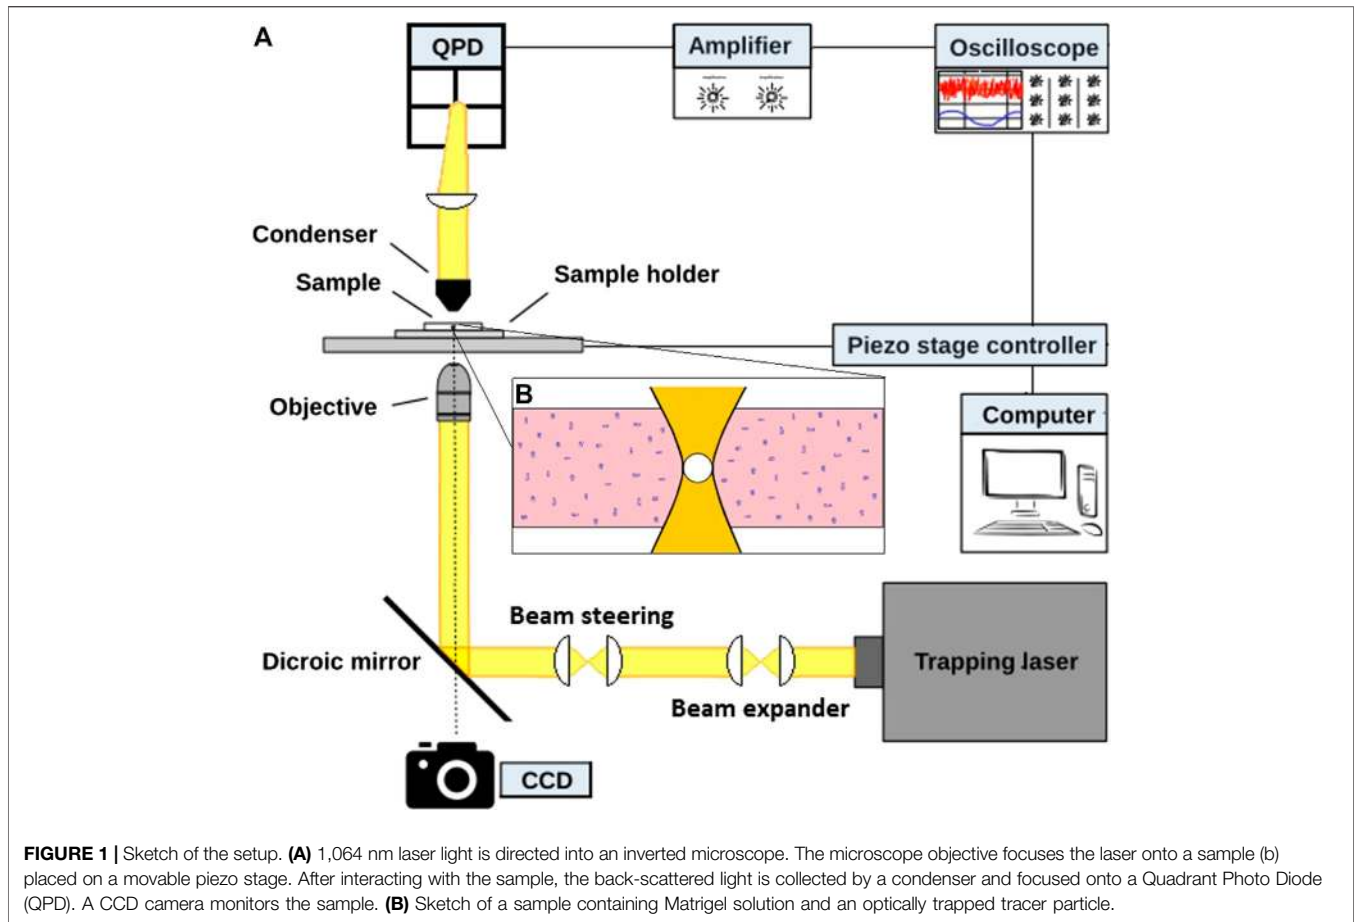 A
QPD
Amplifier
Oscilloscope
Condenser
Sample
Sample holder
Piezo stage controller
Objective
B
Computer
Beam steering
Dicroic mirror
Trapping laser
Beam expander
CCD
FIGURE 1 | Sketch of the setup. (A) 1,064 nm laser light is directed into an inverted microscope. The microscope objective focuses the laser onto a sample (b)
placed on a movable piezo stage. After interacting with the sample, the back-scattered light is collected by a condenser and focused onto a Quadrant Photo Diode
(QPD). A CCD camera monitors the sample. (B) Sketch of a sample containing Matrigel solution and an optically trapped tracer particle.